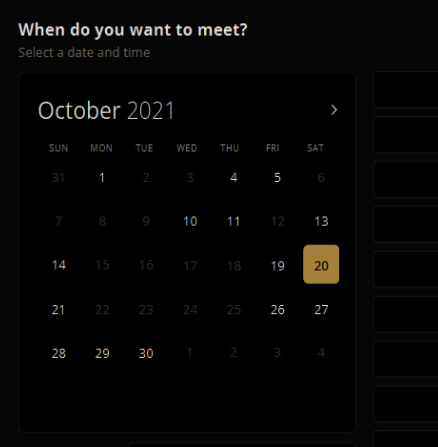 When do you want to meet?
Select a date and time
October 2021
SUN MON TUE WED THU FRI SAT
31 1 2 3 4 5 6
7 8 9 10 11 12 13
14 15 16 17 18 19 20
21 22 23 24 25 26 27
28 29 30 1 2 3 4